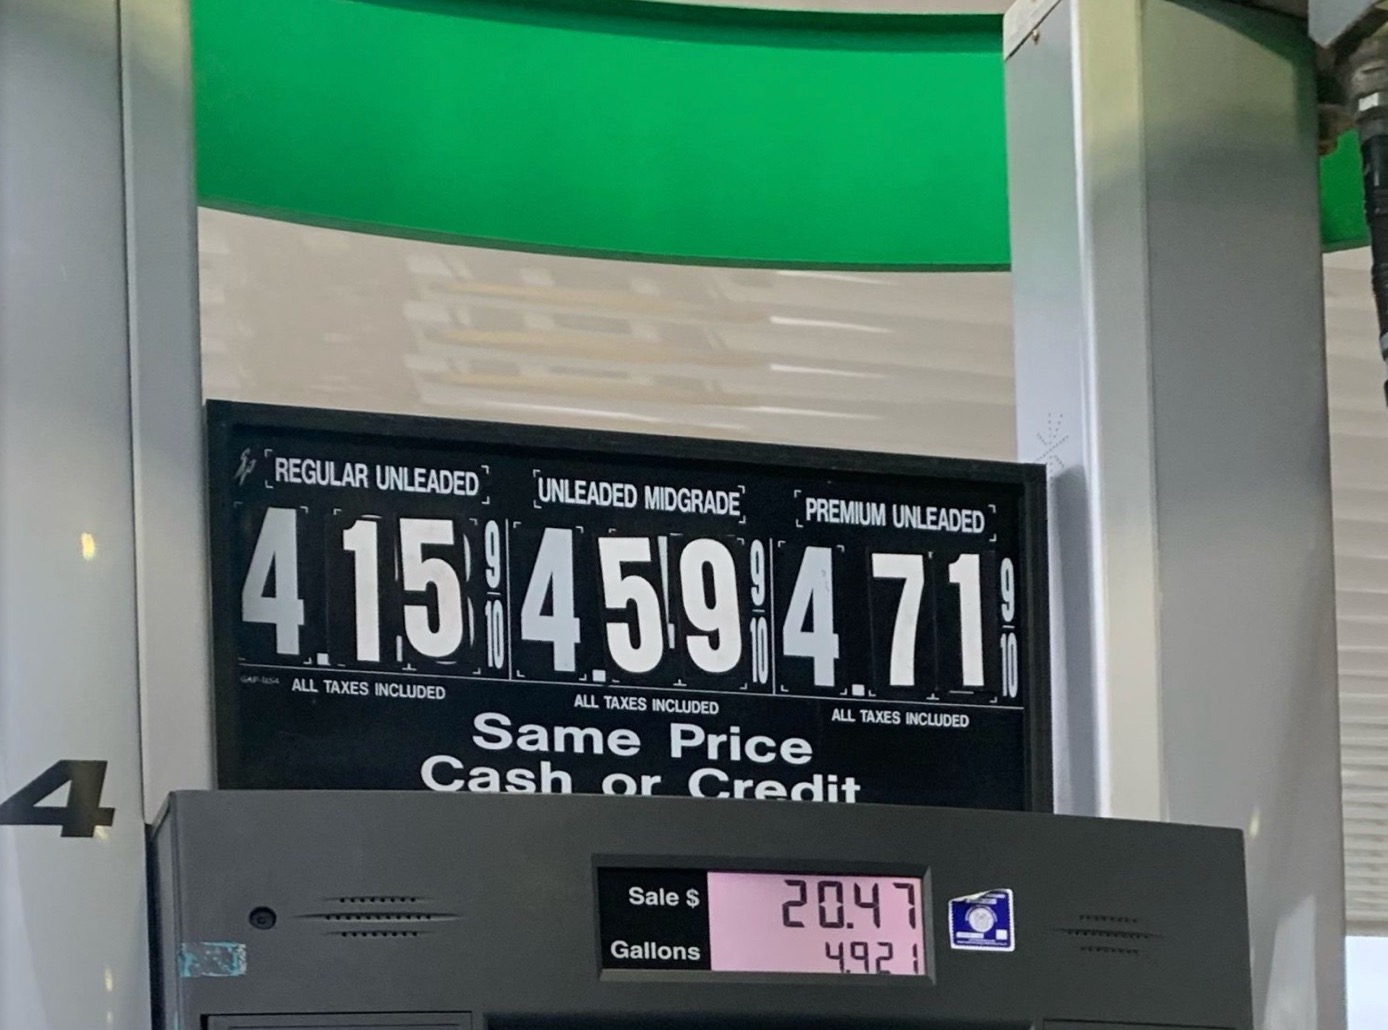 REGULAR UNLEADED UNLEADED MIDGRADE PREMIUM UNLEADED
4.15 9/10 4.59 9/10 4.71 9/10
ALL TAXES INCLUDED ALL TAXES INCLUDED ALL TAXES INCLUDED
Same Price
Cash or Credit
4
Sale $ 20.47
Gallons 4.921